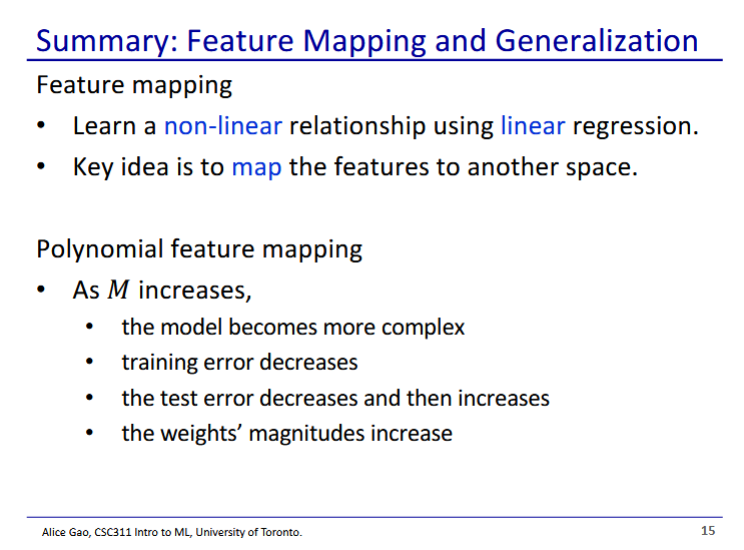 Summary: Feature Mapping and Generalization
Feature mapping
• Learn a non-linear relationship using linear regression.
• Key idea is to map the features to another space.
Polynomial feature mapping
• As M increases,
• the model becomes more complex
• training error decreases
• the test error decreases and then increases
• the weights’ magnitudes increase
Alice Gao, CSC311 Intro to ML, University of Toronto.
15